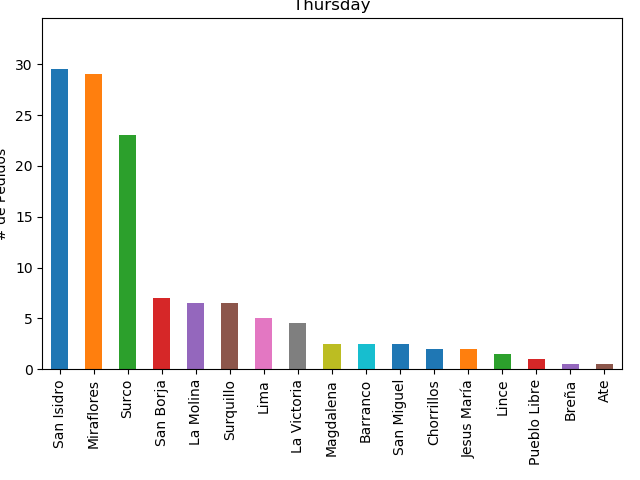 Thursday
# de Pedidos
30
25
20
15
10
5
0
San Isidro
Miraflores
Surco
San Borja
La Molina
Surquillo
Lima
La Victoria
Magdalena
Barranco
San Miguel
Chorrillos
Jesus María
Lince
Pueblo Libre
Breña
Ate